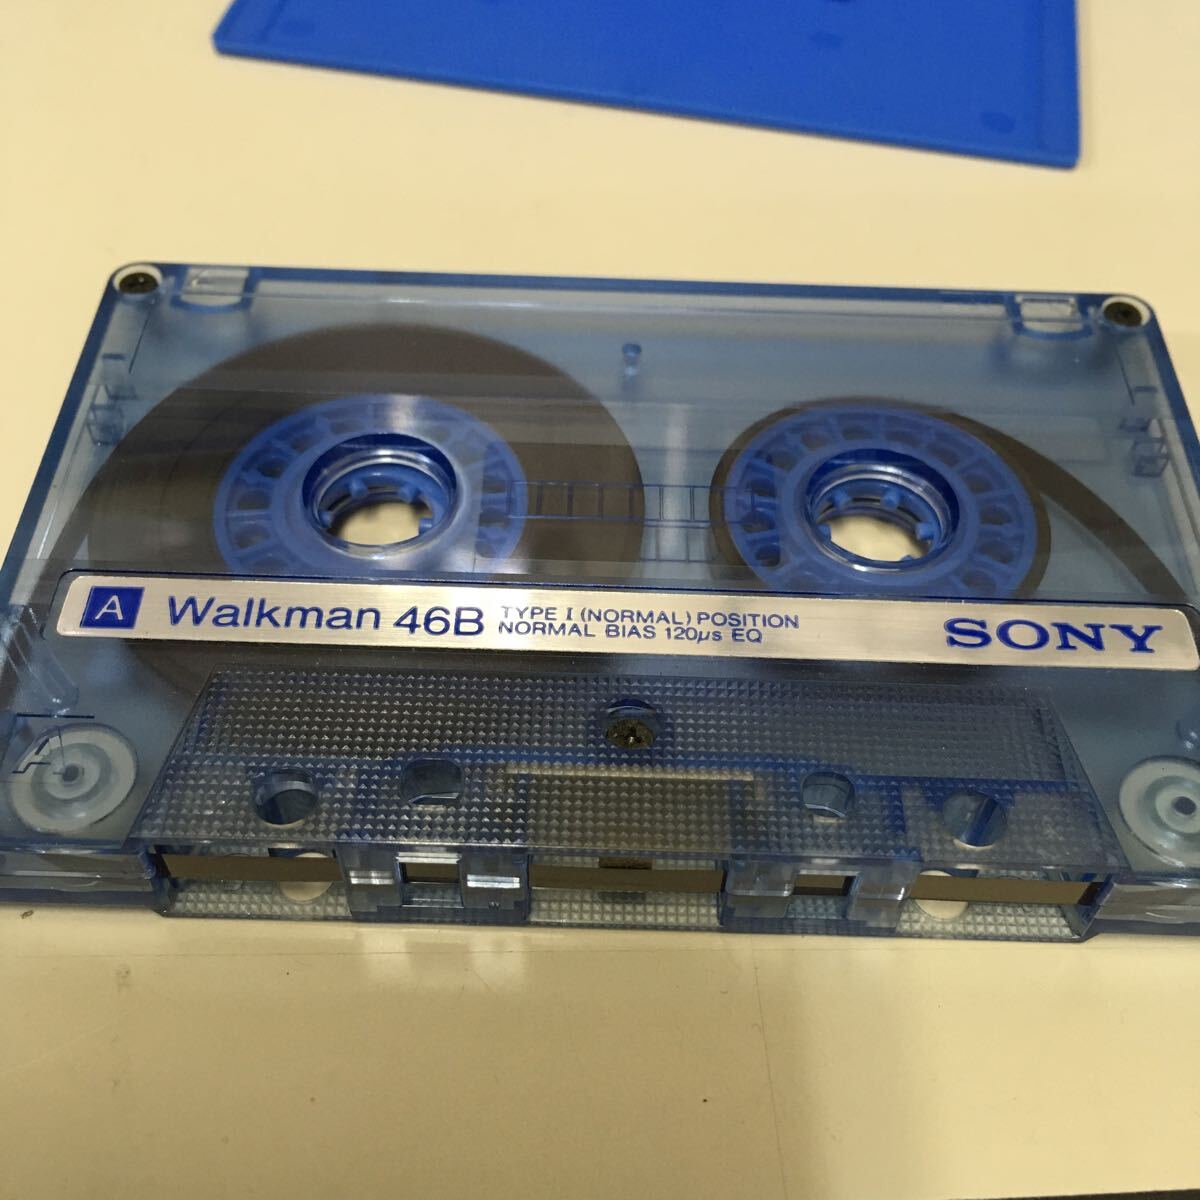 A Walkman 46B TYPE I (NORMAL) POSITION
NORMAL BIAS 120μs EQ
SONY
A